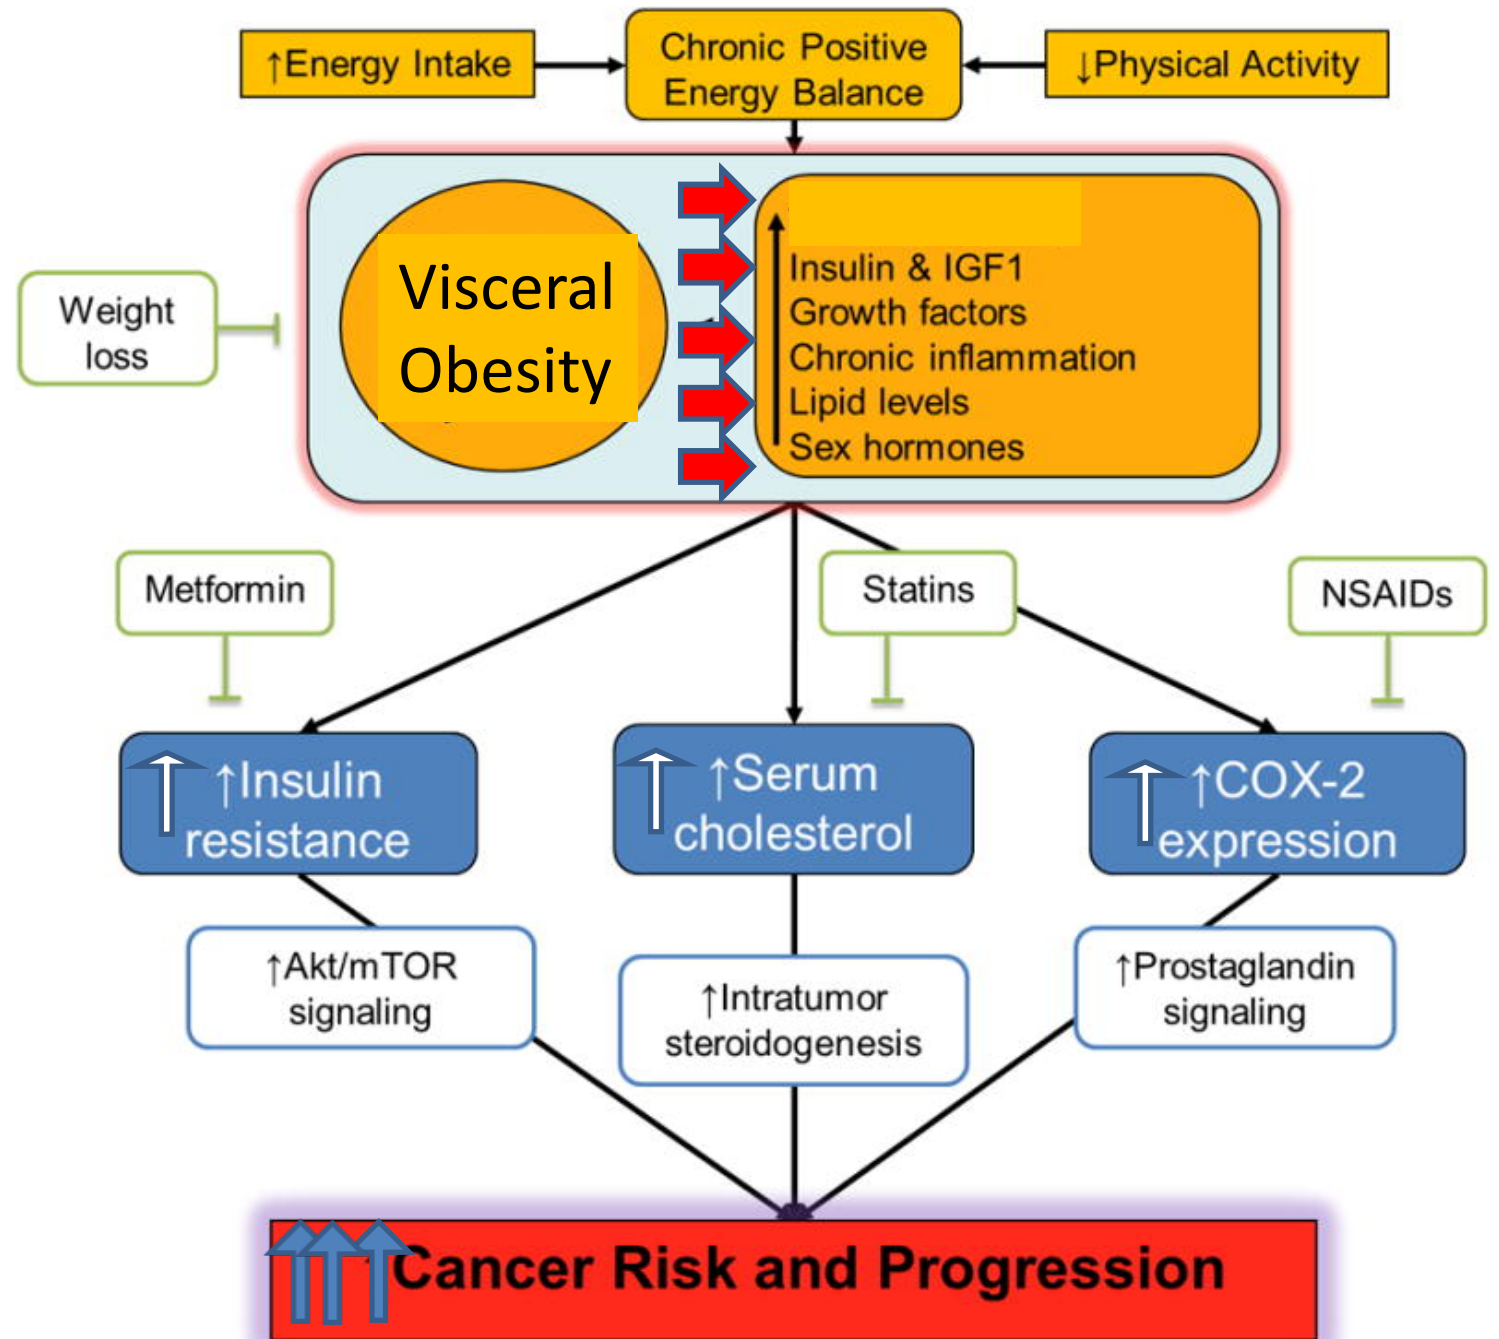 ↑Energy Intake
Chronic Positive
Energy Balance
↓Physical Activity
Visceral
Obesity
Insulin & IGF1
Growth factors
Chronic inflammation
Lipid levels
Sex hormones
Weight
loss
Metformin
Statins
NSAIDs
↑Insulin
resistance
↑Serum
cholesterol
↑COX-2
expression
↑Akt/mTOR
signaling
↑Intratumor
steroidogenesis
↑Prostaglandin
signaling
Cancer Risk and Progression